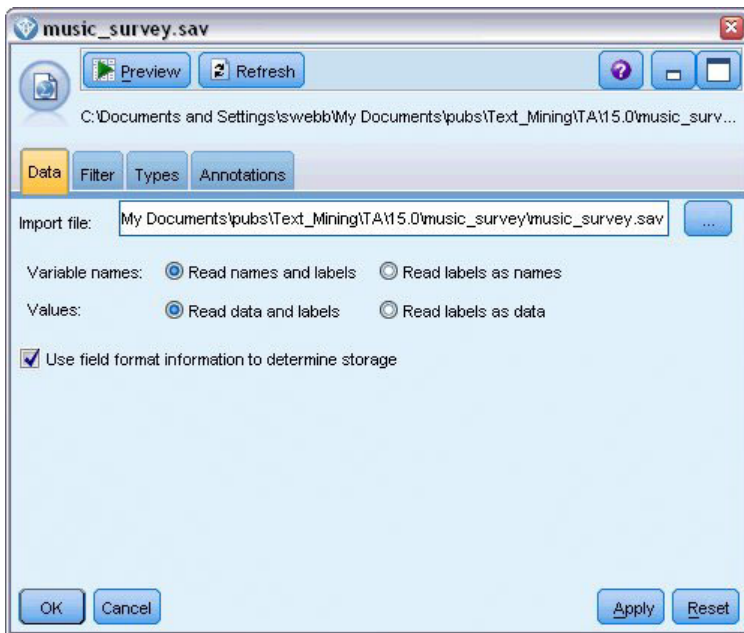 music_survey.sav
Preview Refresh ?
C:\Documents and Settings\swebb\My Documents\pubs\Text_Mining\TA\15.0\music_surv...
Data Filter Types Annotations
Import file: My Documents\pubs\Text_Mining\TA\15.0\music_survey\music_survey.sav ...
Variable names: Read names and labels Read labels as names
Values: Read data and labels Read labels as data
Use field format information to determine storage
OK Cancel Apply Reset